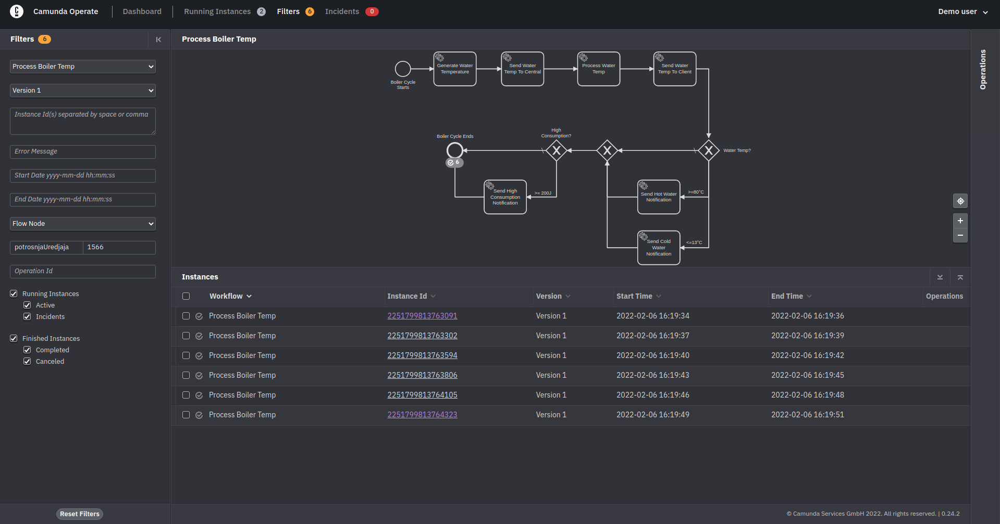 Camunda Operate Dashboard Running Instances 2 Filters 6 Incidents 0 Demo user
Filters 6
Process Boiler Temp
Version 1
Instance Id(s) separated by space or comma
Error Message
Start Date yyyy-mm-dd hh:mm:ss
End Date yyyy-mm-dd hh:mm:ss
Flow Node
potrosnjaUredjaja 1566
Operation Id
Running Instances
Active
Incidents
Finished Instances
Completed
Canceled
Reset Filters
Process Boiler Temp
Boiler Cycle
Starts
Generate Water
Temperature
Send Water
Temp To Central
Process Water
Temp
Send Water
Temp To Client
Boiler Cycle Ends
6
High
Consumption?
X
X
X
Water Temp?
Send High
Consumption
Notification
>= 200J
Send Hot Water
Notification
>=80°C
Send Cold
Water
Notification
<=13°C
Operations
Instances
Workflow Instance Id Version Start Time End Time Operations
Process Boiler Temp 2251799813763091 Version 1 2022-02-06 16:19:34 2022-02-06 16:19:36
Process Boiler Temp 2251799813763302 Version 1 2022-02-06 16:19:37 2022-02-06 16:19:39
Process Boiler Temp 2251799813763594 Version 1 2022-02-06 16:19:40 2022-02-06 16:19:42
Process Boiler Temp 2251799813763806 Version 1 2022-02-06 16:19:43 2022-02-06 16:19:45
Process Boiler Temp 2251799813764105 Version 1 2022-02-06 16:19:46 2022-02-06 16:19:48
Process Boiler Temp 2251799813764323 Version 1 2022-02-06 16:19:49 2022-02-06 16:19:51
© Camunda Services GmbH 2022. All rights reserved. | 0.24.2